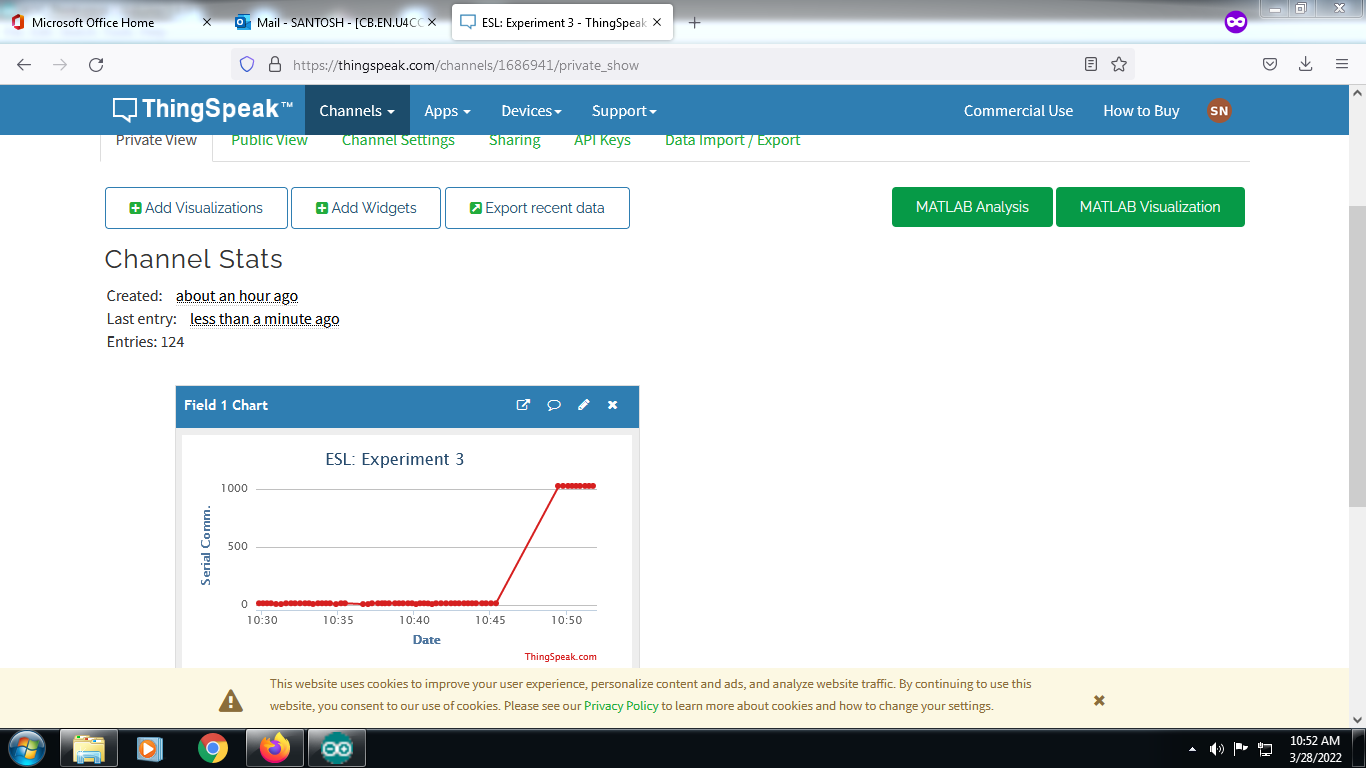 Microsoft Office Home
Mail - SANTOSH - [CB.EN.U4CC
ESL: Experiment 3 - ThingSpeak
https://thingspeak.com/channels/1686941/private_show
ThingSpeak™ Channels Apps Devices Support Commercial Use How to Buy SN
Private View Public View Channel Settings Sharing API Keys Data Import / Export
Add Visualizations Add Widgets Export recent data MATLAB Analysis MATLAB Visualization
Channel Stats
Created: about an hour ago
Last entry: less than a minute ago
Entries: 124
Field 1 Chart
ESL: Experiment 3
1000
500
0
Serial Comm.
10:30 10:35 10:40 10:45 10:50
Date
ThingSpeak.com
This website uses cookies to improve your user experience, personalize content and ads, and analyze website traffic. By continuing to use this
website, you consent to our use of cookies. Please see our Privacy Policy to learn more about cookies and how to change your settings.
10:52 AM
3/28/2022